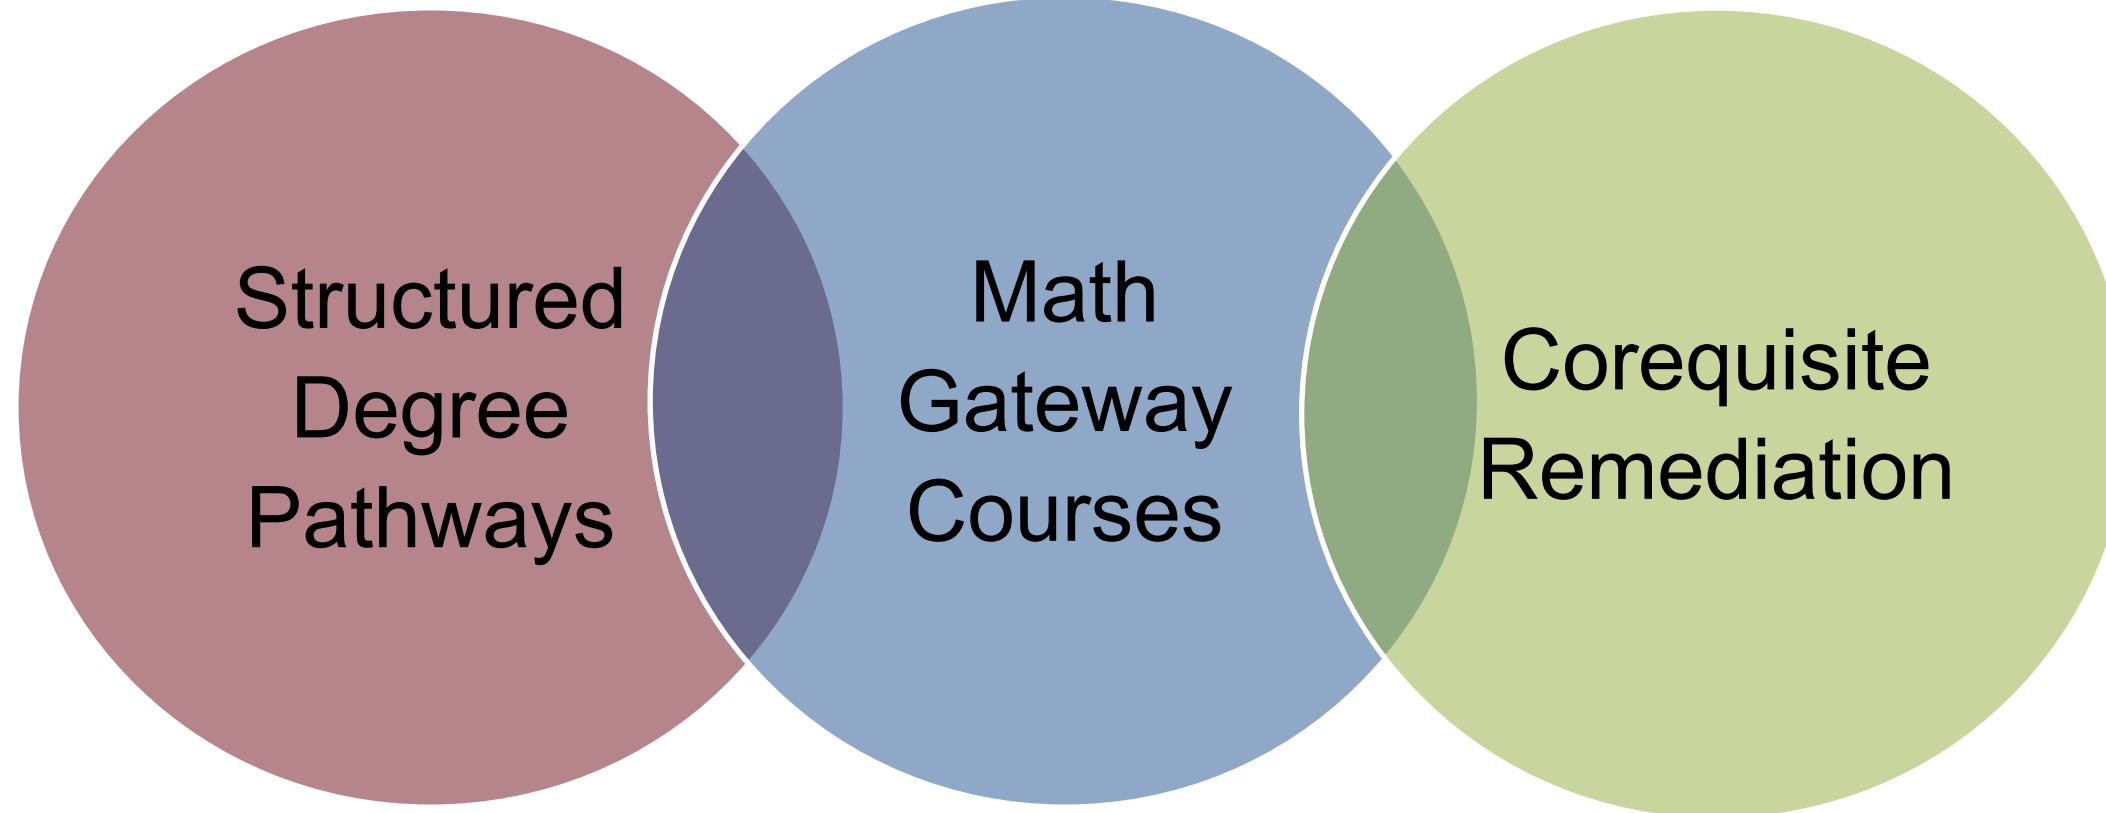 Structured
Degree
Pathways
Math
Gateway
Courses
Corequisite
Remediation